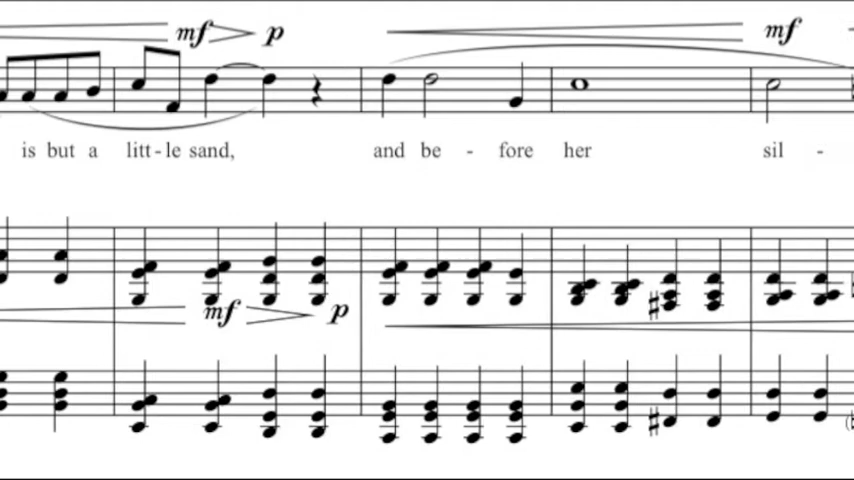 mf p mf
is but a litt - le sand, and be - fore her sil -
mf p